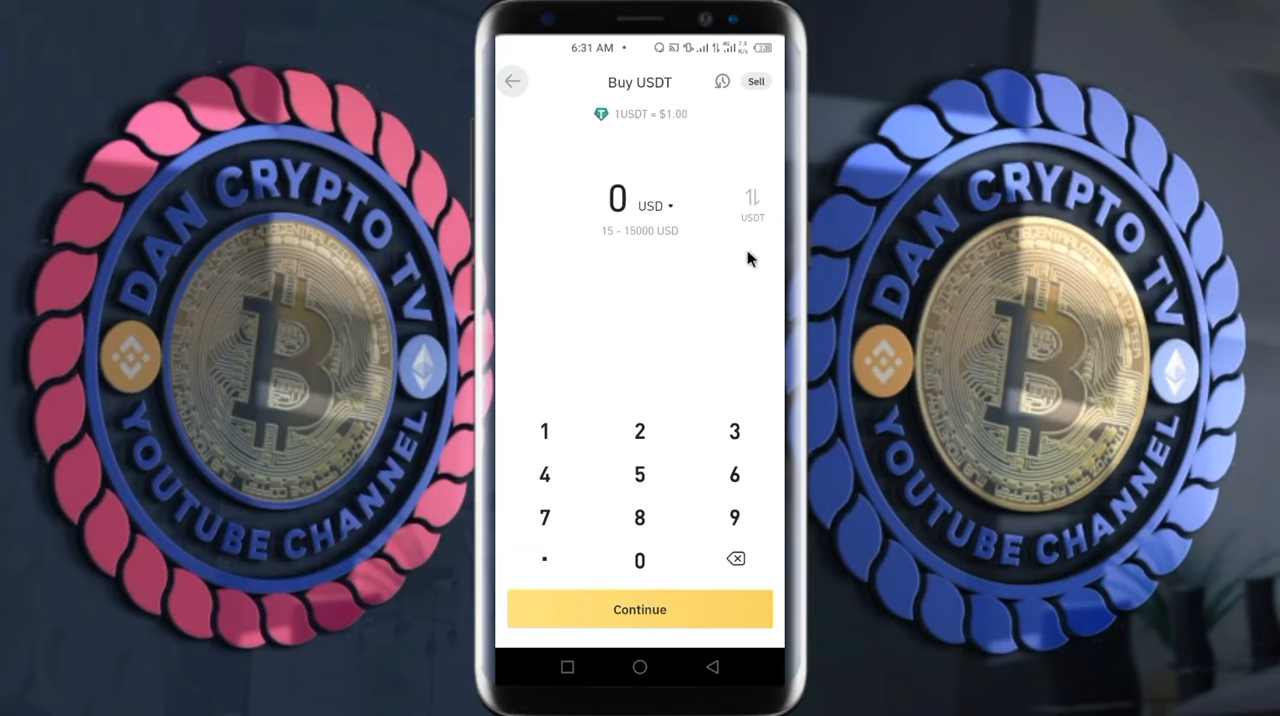 DAN CRYPTO TV
YOUTUBE CHANNEL
6:31 AM
Buy USDT
Sell
1USDT ≈ $1.00
0 USD
USDT
15 - 15000 USD
1 2 3
4 5 6
7 8 9
. 0
Continue
DAN CRYPTO TV
YOUTUBE CHANNEL